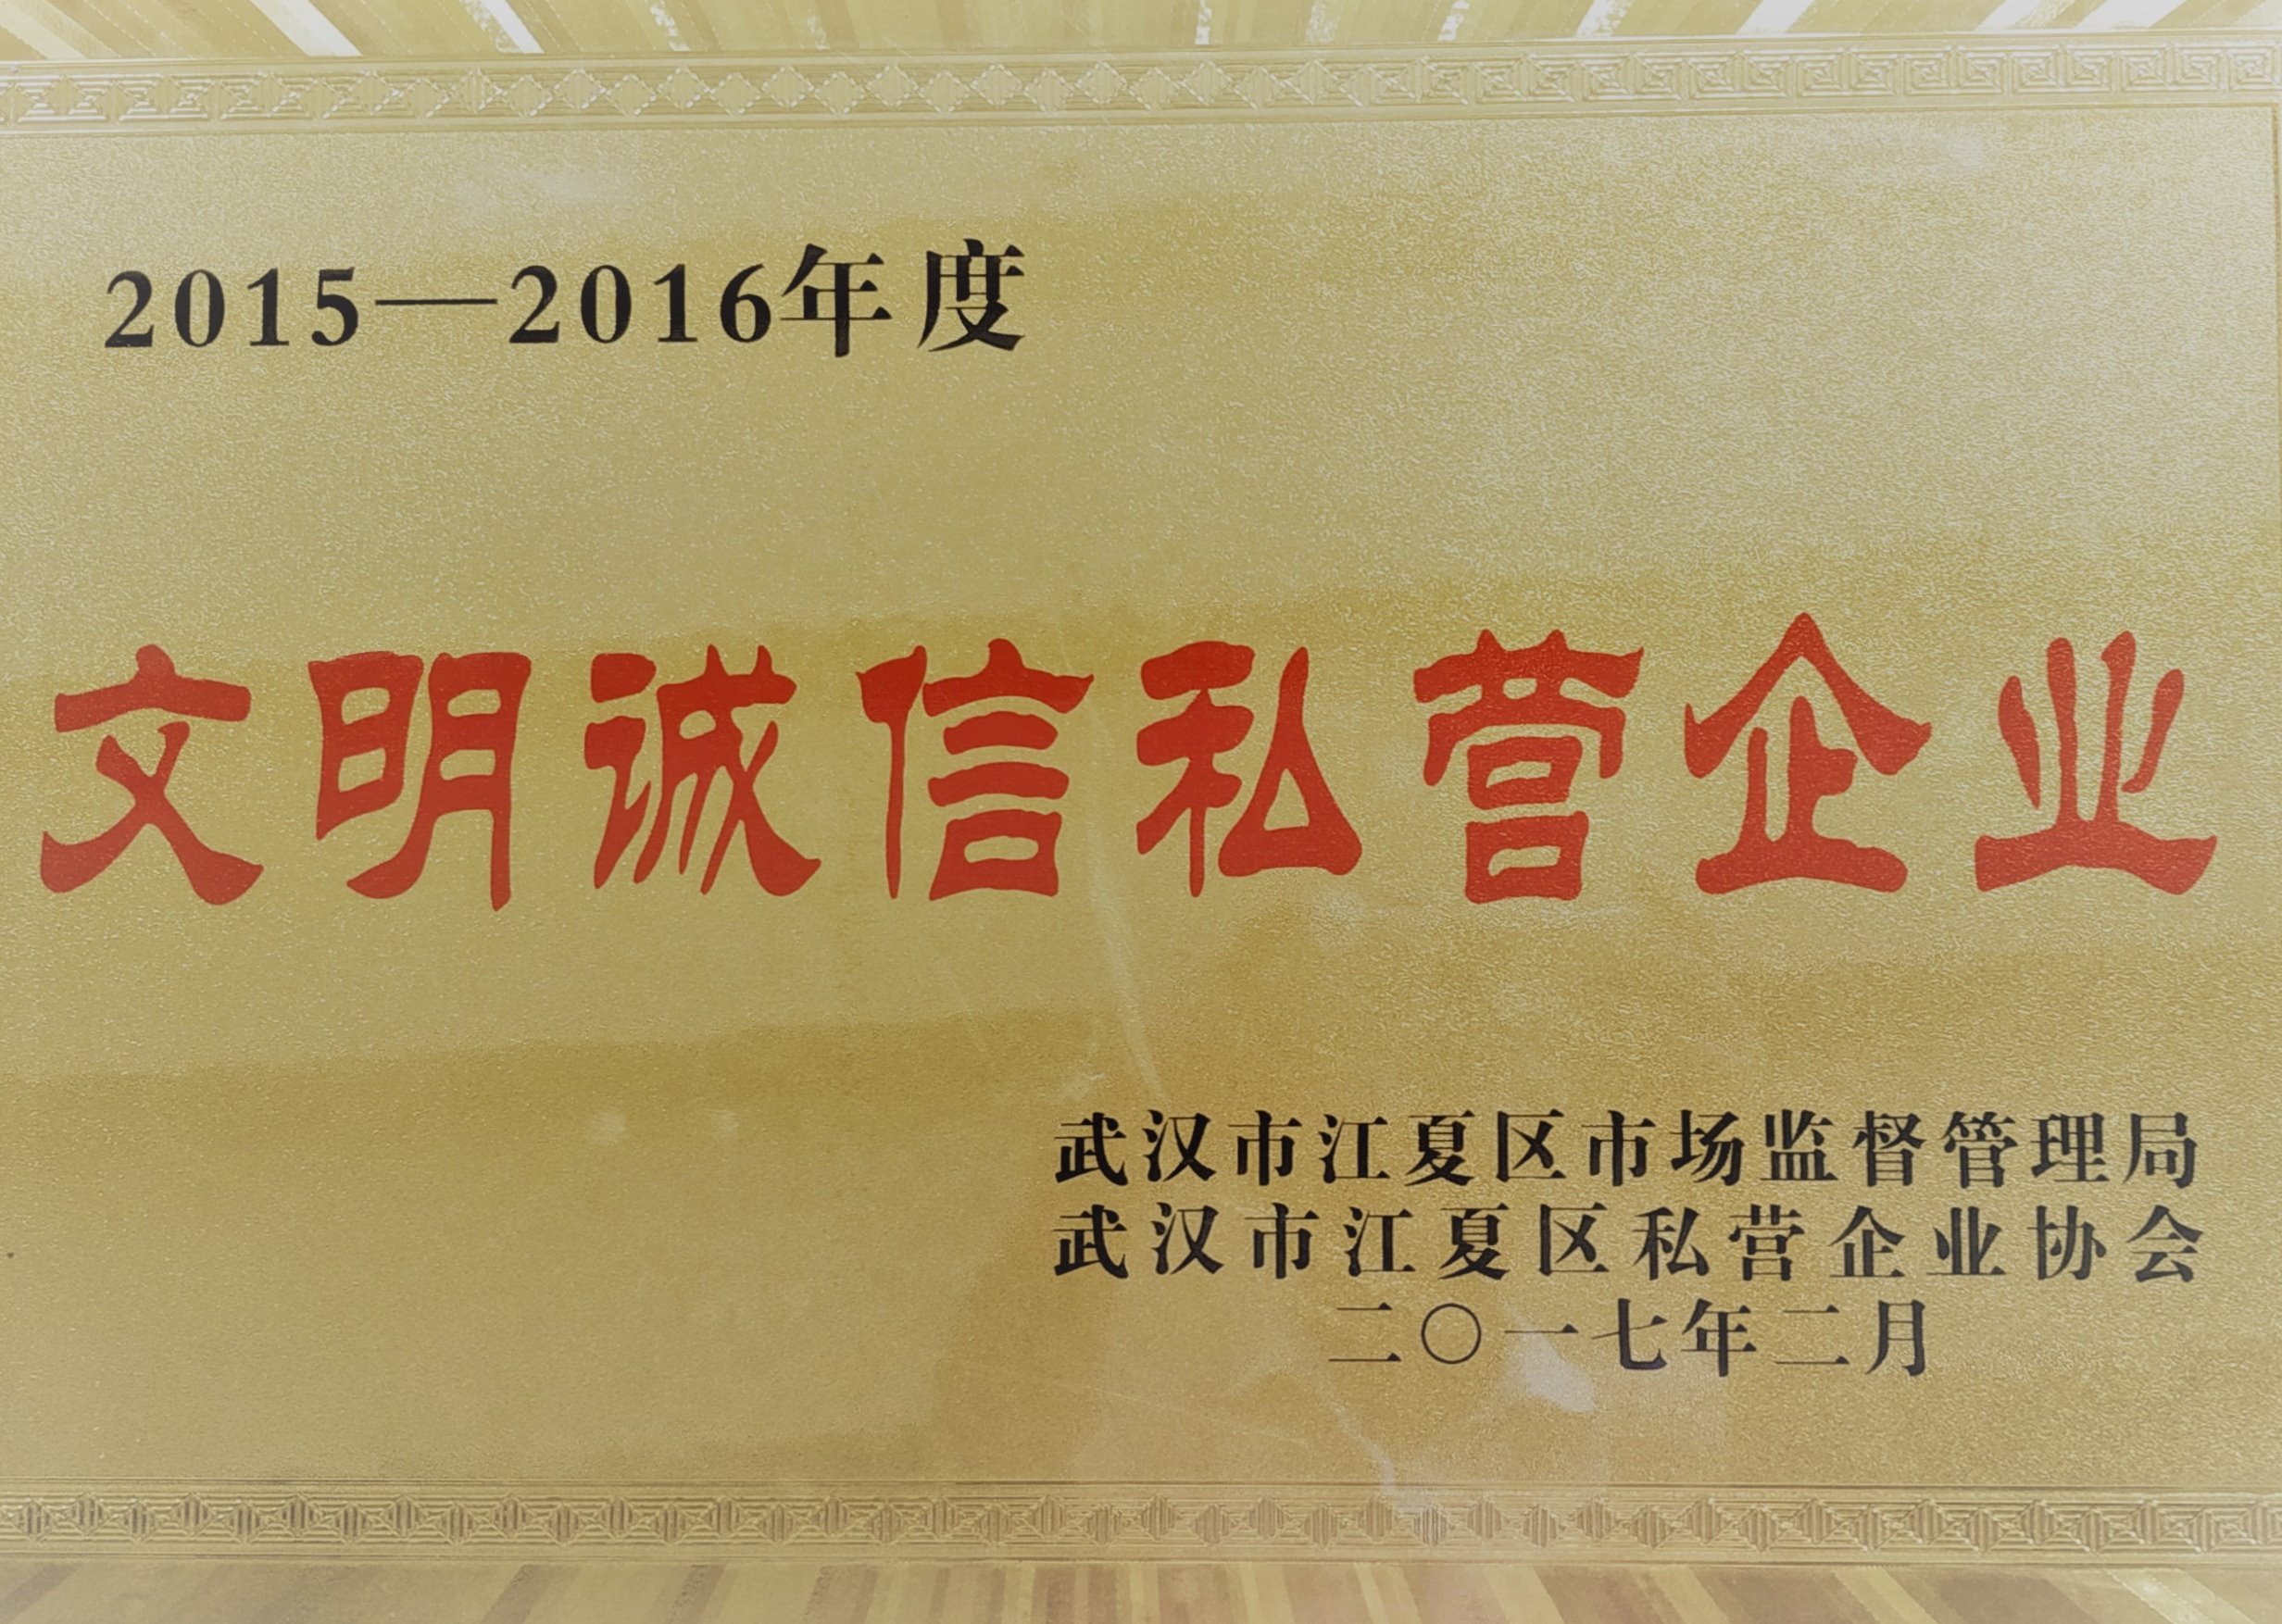 2015—2016年度
文明诚信私营企业
武汉市江夏区市场监督管理局
武汉市江夏区私营企业协会
二〇一七年二月